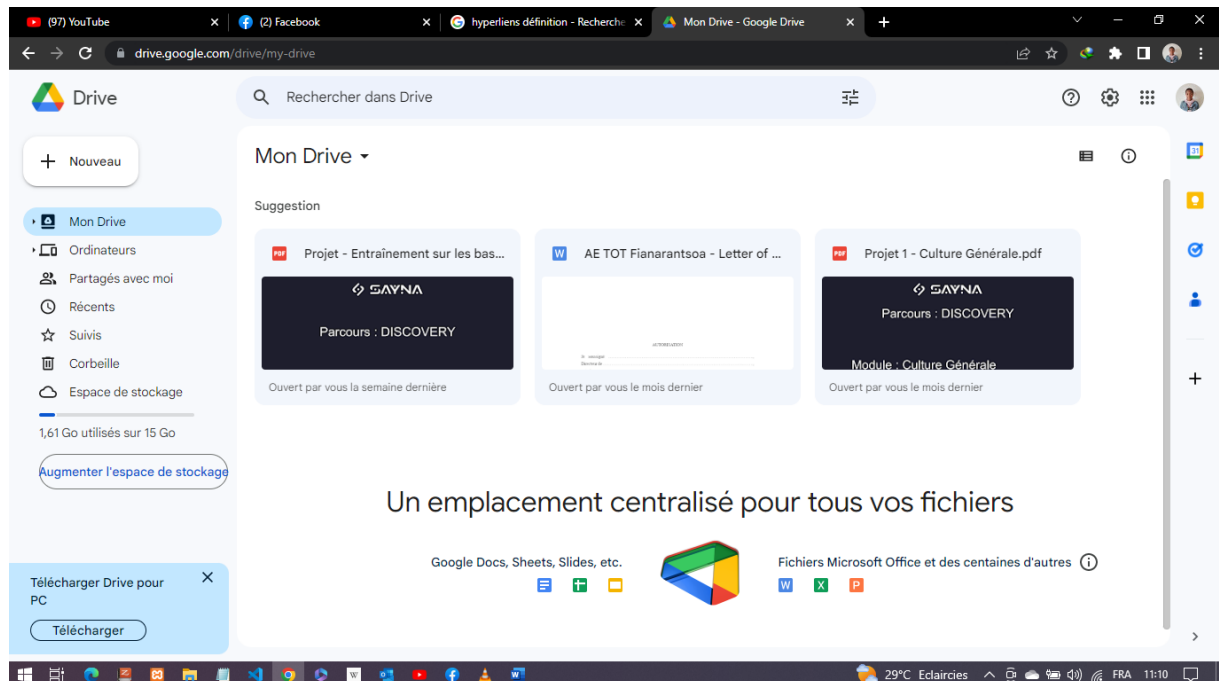 (97) YouTube
(2) Facebook
hyperliens définition - Recherche
Mon Drive - Google Drive
drive.google.com/drive/my-drive
Drive
Rechercher dans Drive
Nouveau
Mon Drive
31
Suggestion
Mon Drive
Ordinateurs
Partagés avec moi
Récents
Suivis
Corbeille
Espace de stockage
1,61 Go utilisés sur 15 Go
Augmenter l'espace de stockage
PDF Projet - Entraînement sur les bas...
SAYNA
Parcours : DISCOVERY
Ouvert par vous la semaine dernière
W AE TOT Fianarantsoa - Letter of ...
AUTORISATION
Ouvert par vous le mois dernier
PDF Projet 1 - Culture Générale.pdf
SAYNA
Parcours : DISCOVERY
Module : Culture Générale
Ouvert par vous le mois dernier
Un emplacement centralisé pour tous vos fichiers
Google Docs, Sheets, Slides, etc.
Fichiers Microsoft Office et des centaines d'autres
W X P
Télécharger Drive pour
PC
Télécharger
29°C Eclaircies FRA 11:10